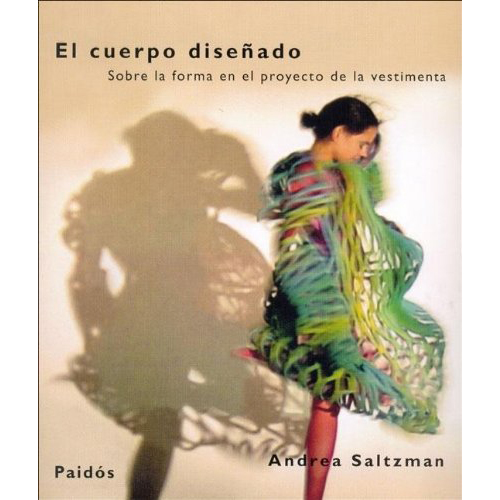 El cuerpo diseñado
Sobre la forma en el proyecto de la vestimenta
Andrea Saltzman
Paidós